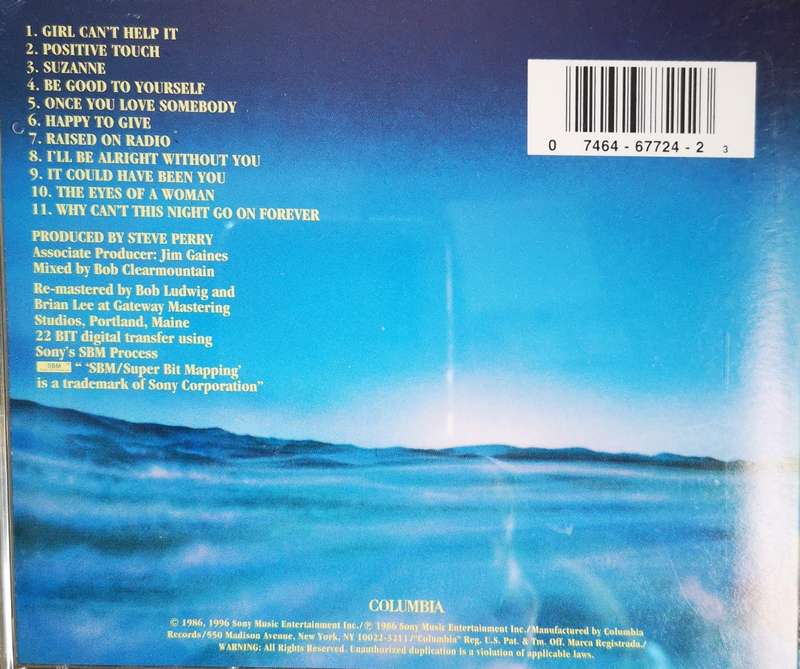 1. GIRL CAN'T HELP IT
2. POSITIVE TOUCH
3. SUZANNE
4. BE GOOD TO YOURSELF
5. ONCE YOU LOVE SOMEBODY
6. HAPPY TO GIVE
7. RAISED ON RADIO
8. I'LL BE ALRIGHT WITHOUT YOU
9. IT COULD HAVE BEEN YOU
10. THE EYES OF A WOMAN
11. WHY CAN'T THIS NIGHT GO ON FOREVER
0 7464 - 67724 - 2 3
PRODUCED BY STEVE PERRY
Associate Producer: Jim Gaines
Mixed by Bob Clearmountain
Re-mastered by Bob Ludwig and
Brian Lee at Gateway Mastering
Studios, Portland, Maine
22 BIT digital transfer using
Sony's SBM Process
SBM " 'SBM/Super Bit Mapping'
is a trademark of Sony Corporation"
COLUMBIA
© 1986, 1996 Sony Music Entertainment Inc./℗ 1986 Sony Music Entertainment Inc./Manufactured by Columbia
Records/550 Madison Avenue, New York, NY 10022-3211/"Columbia" Reg. U.S. Pat. & Tm. Off. Marca Registrada./
WARNING: All Rights Reserved. Unauthorized duplication is a violation of applicable laws.